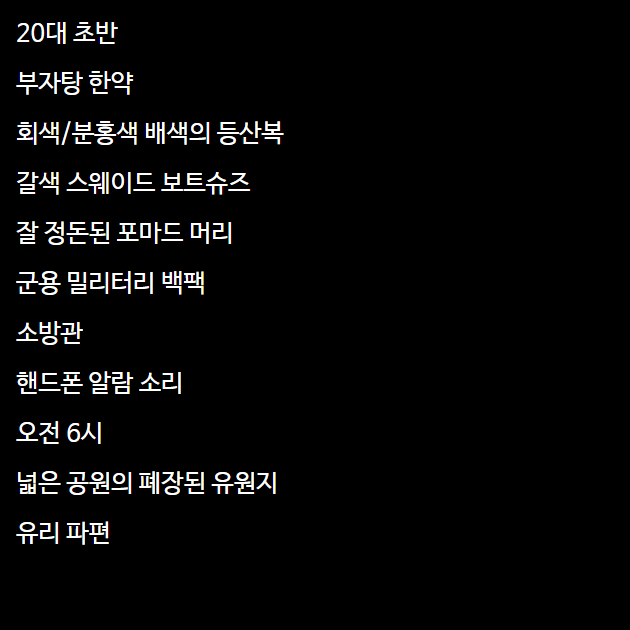 20대 초반
부자탕 한약
회색/분홍색 배색의 등산복
갈색 스웨이드 보트슈즈
잘 정돈된 포마드 머리
군용 밀리터리 백팩
소방관
핸드폰 알람 소리
오전 6시
넓은 공원의 폐장된 유원지
유리 파편